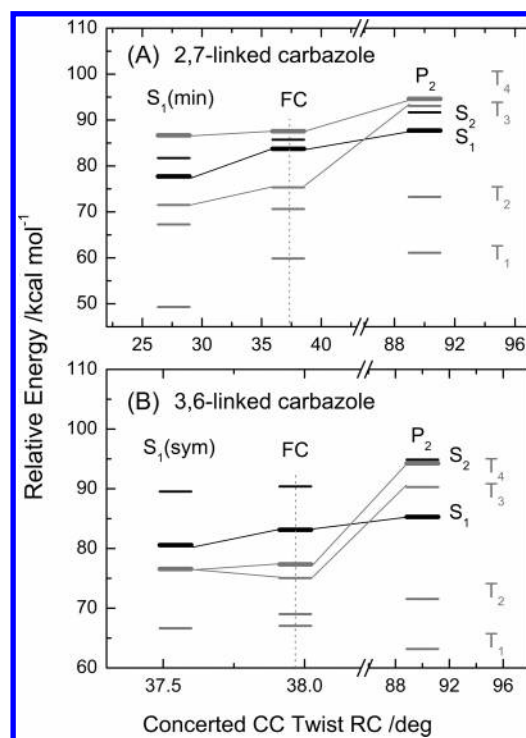 (A) 2,7-linked carbazole
S₁(min)
FC
P₂
T₄
T₃
S₂
S₁
T₂
T₁
110
100
90
80
70
60
50
25 30 35 40 88 92 96
(B) 3,6-linked carbazole
S₁(sym)
FC
P₂
S₂
T₄
T₃
S₁
T₂
T₁
110
100
90
80
70
60
37.5 38.0 88 92 96
Relative Energy /kcal mol⁻¹
Concerted CC Twist RC /deg